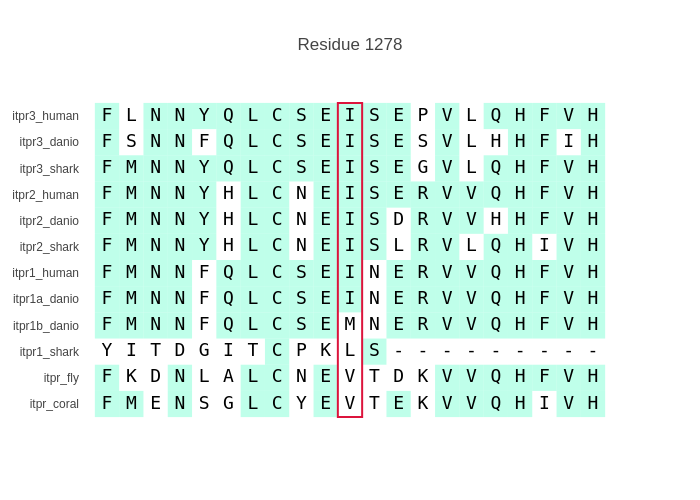 Residue 1278
itpr3_human F L N N Y Q L C S E I S E P V L Q H F V H
itpr3_danio F S N N F Q L C S E I S E S V L H H F I H
itpr3_shark F M N N Y Q L C S E I S E G V L Q H F V H
itpr2_human F M N N Y H L C N E I S E R V V Q H F V H
itpr2_danio F M N N Y H L C N E I S D R V V H H F V H
itpr2_shark F M N N Y H L C N E I S L R V L Q H I V H
itpr1_human F M N N F Q L C S E I N E R V V Q H F V H
itpr1a_danio F M N N F Q L C S E I N E R V V Q H F V H
itpr1b_danio F M N N F Q L C S E M N E R V V Q H F V H
itpr1_shark Y I T D G I T C P K L S - - - - - - - - -
itpr_fly F K D N L A L C N E V T D K V V Q H F V H
itpr_coral F M E N S G L C Y E V T E K V V Q H I V H